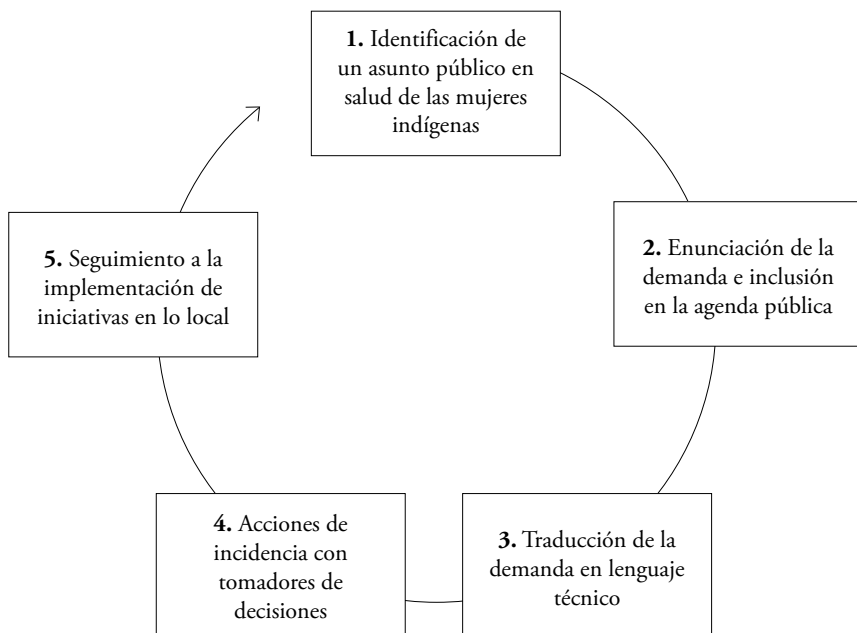 1. Identificación de
un asunto público en
salud de las mujeres
indígenas
2. Enunciación de la
demanda e inclusión
en la agenda pública
3. Traducción de la
demanda en lenguaje
técnico
4. Acciones de
incidencia con
tomadores de
decisiones
5. Seguimiento a la
implementación de
iniciativas en lo local